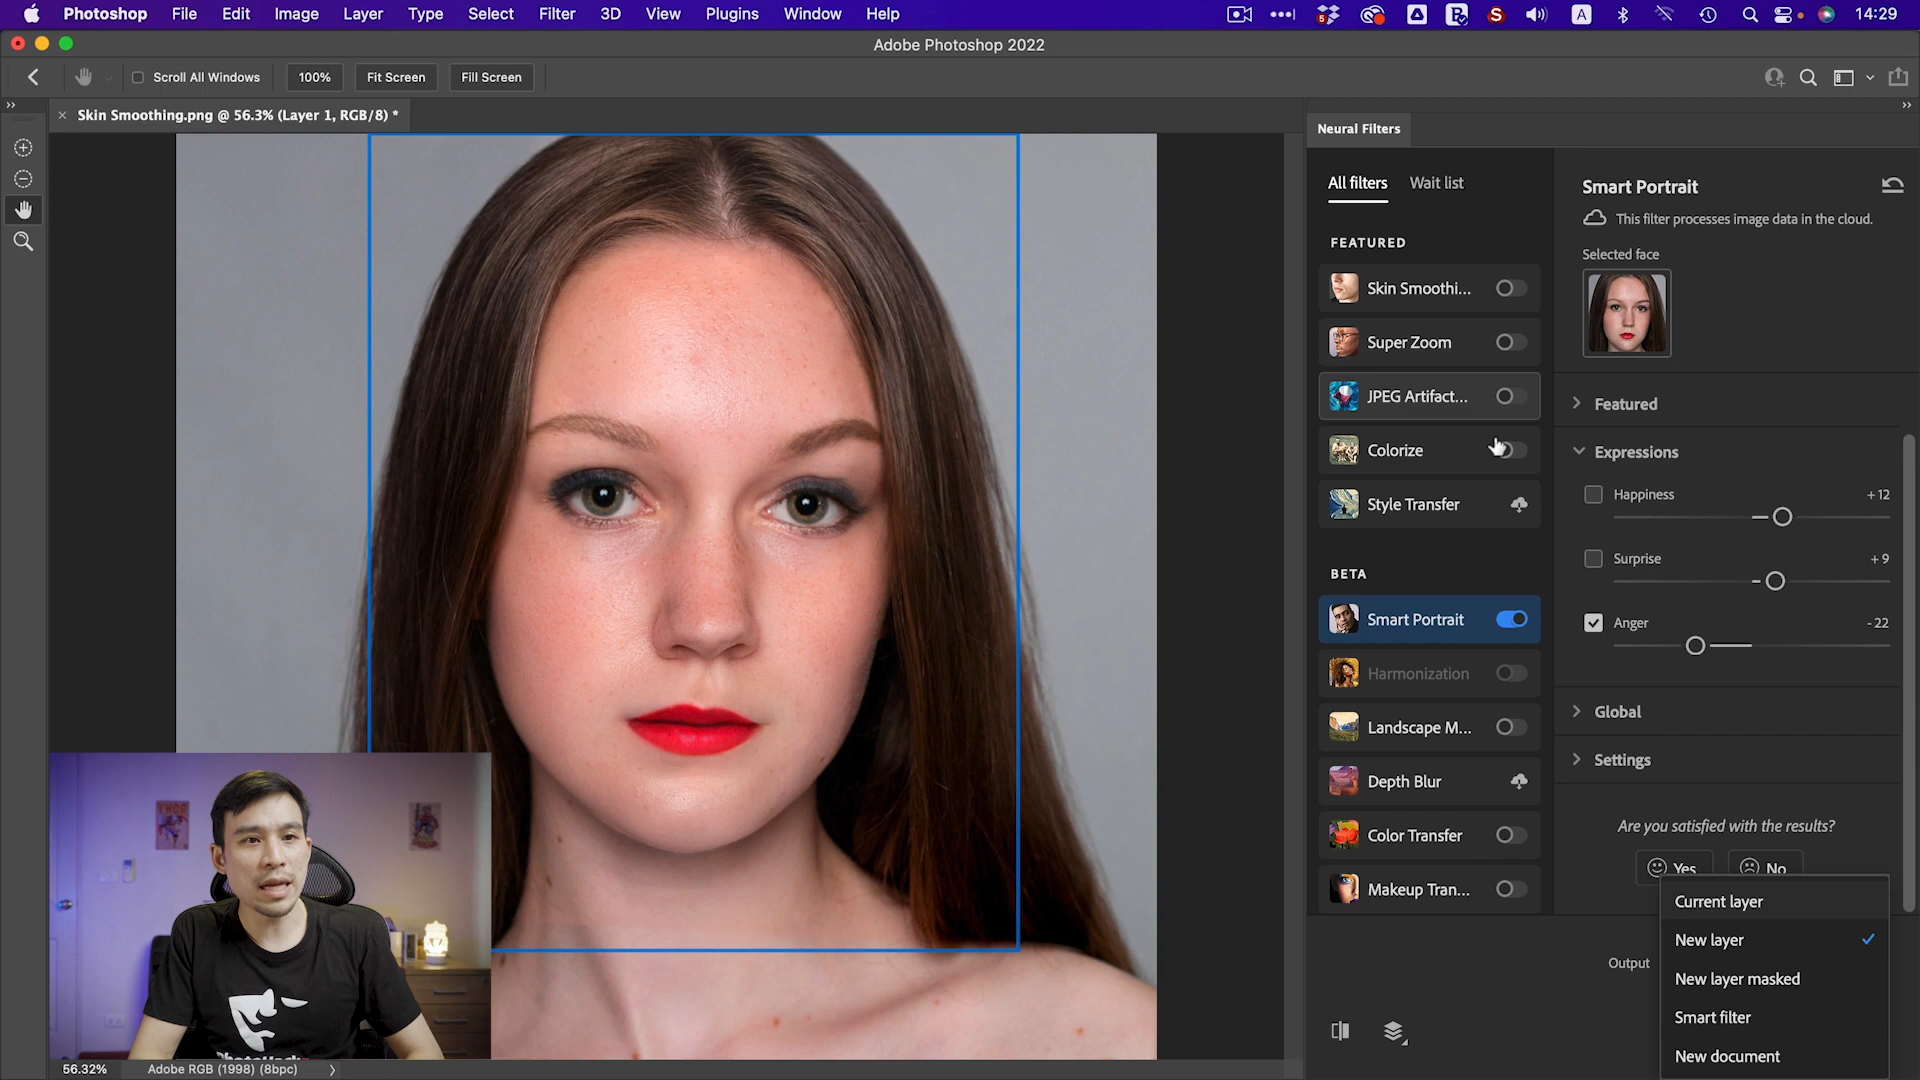 Photoshop File Edit Image Layer Type Select Filter 3D View Plugins Window Help 14:29
Adobe Photoshop 2022
Scroll All Windows 100% Fit Screen Fill Screen
Skin Smoothing.png @ 56.3% (Layer 1, RGB/8) *
Neural Filters
All filters Wait list
FEATURED
Skin Smoothi...
Super Zoom
JPEG Artifact...
Colorize
Style Transfer
BETA
Smart Portrait
Harmonization
Landscape M...
Depth Blur
Color Transfer
Makeup Tran...
Smart Portrait
This filter processes image data in the cloud.
Selected face
Featured
Expressions
Happiness +12
Surprise +9
Anger -22
Global
Settings
Are you satisfied with the results?
Yes No
Output
Current layer
New layer
New layer masked
Smart filter
New document
THOR
56.32% Adobe RGB (1998) (8bpc)